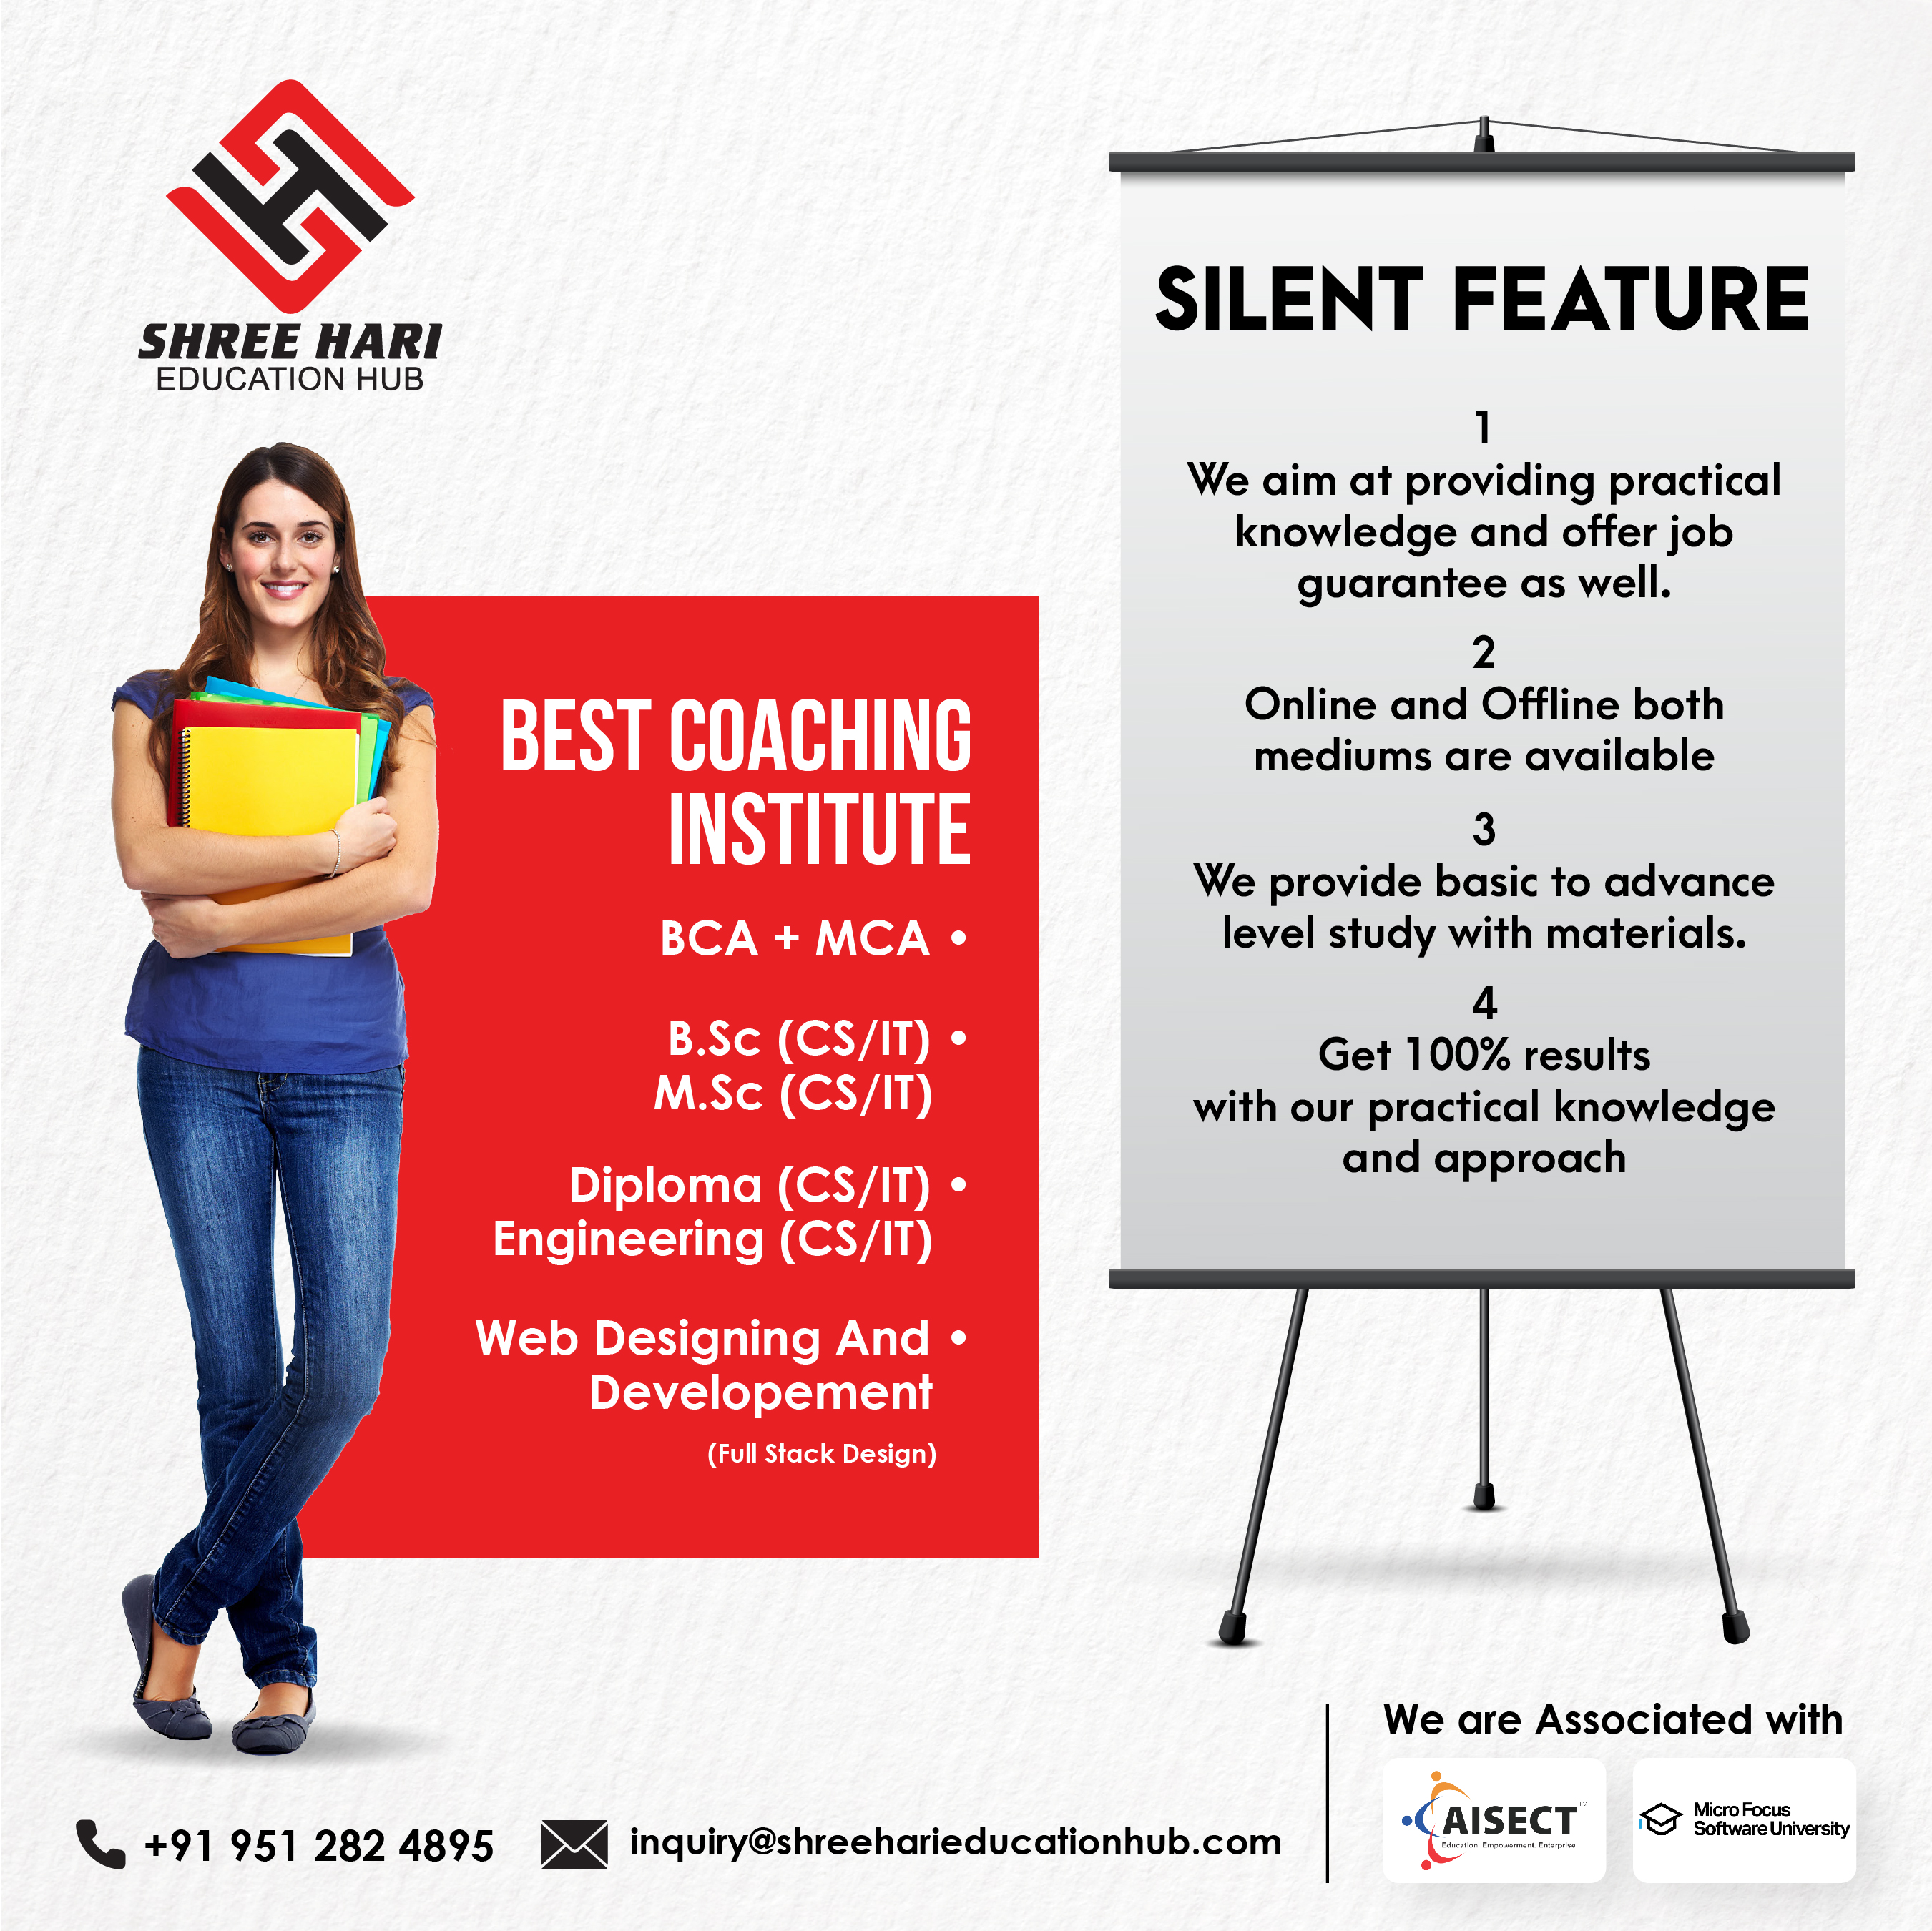 SHREE HARI
EDUCATION HUB
BEST COACHING
INSTITUTE
BCA + MCA •
B.Sc (CS/IT) •
M.Sc (CS/IT)
Diploma (CS/IT) •
Engineering (CS/IT)
Web Designing And •
Developement
(Full Stack Design)
SILENT FEATURE
1
We aim at providing practical
knowledge and offer job
guarantee as well.
2
Online and Offline both
mediums are available
3
We provide basic to advance
level study with materials.
4
Get 100% results
with our practical knowledge
and approach
+91 951 282 4895
inquiry@shreeharieducationhub.com
We are Associated with
AISECT™
Education. Empowerment. Enterprise.
Micro Focus
Software University